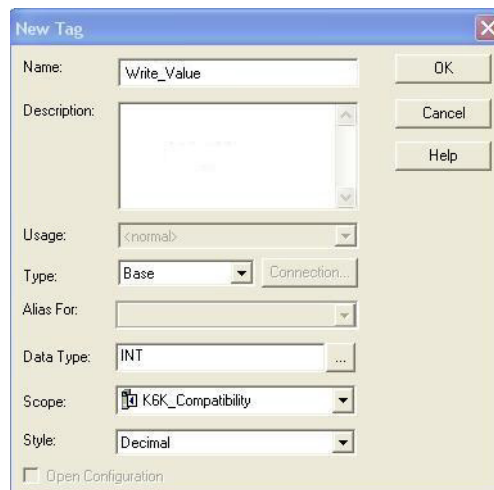 New Tag
Name: Write_Value OK
Description: Cancel
Help
Usage: <normal>
Type: Base Connection...
Alias For:
Data Type: INT ...
Scope: K6K_Compatibility
Style: Decimal
Open Configuration